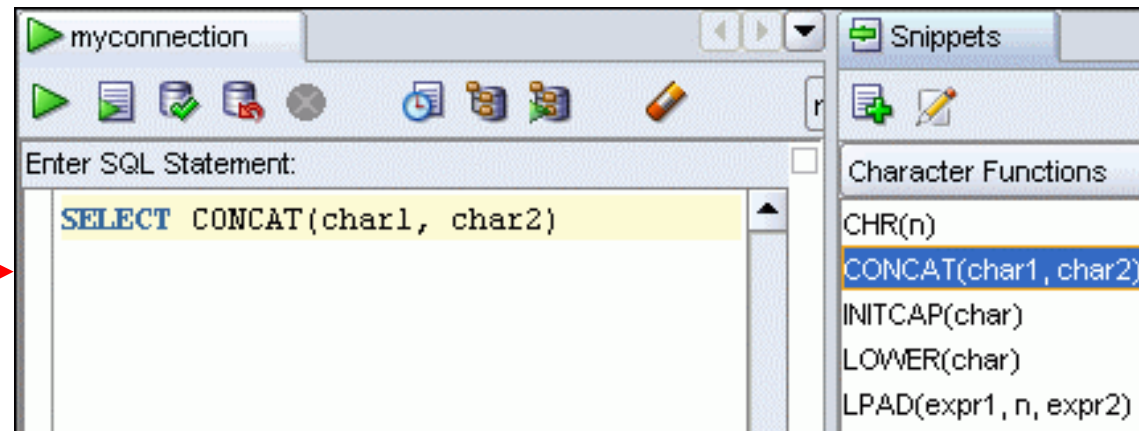 myconnection
Enter SQL Statement:
SELECT CONCAT(char1, char2)
Snippets
Character Functions
CHR(n)
CONCAT(char1, char2)
INITCAP(char)
LOWER(char)
LPAD(expr1, n, expr2)